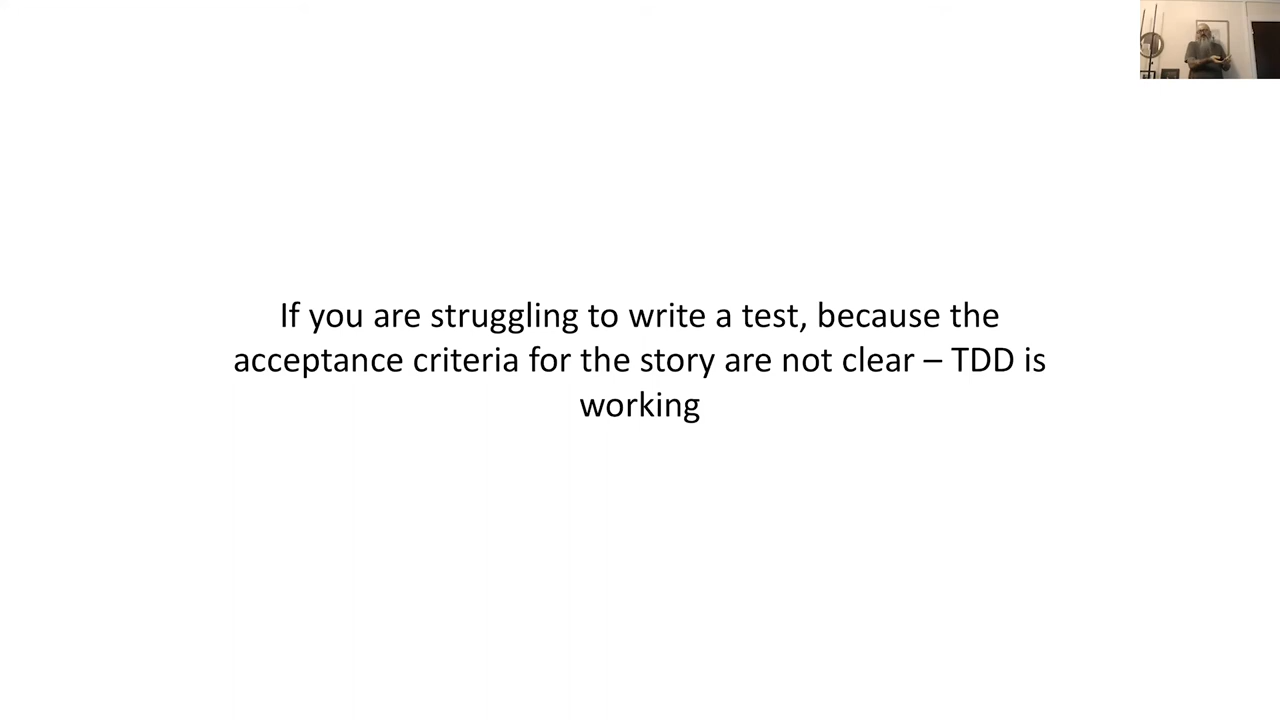 If you are struggling to write a test, because the
acceptance criteria for the story are not clear – TDD is
working